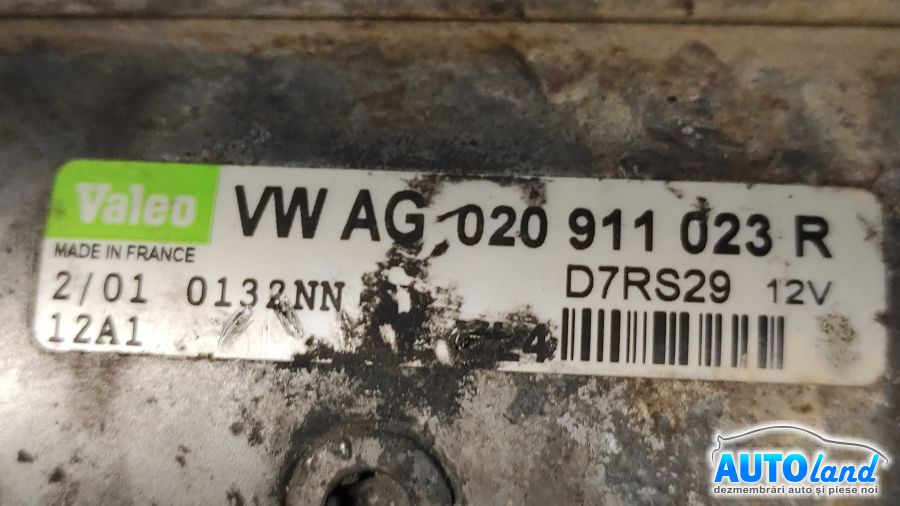 Valeo
VW AG 020 911 023 R
MADE IN FRANCE
D7RS29 12V
2/01 0132NN
12A1
AUTOland
dezmembrări auto și piese noi